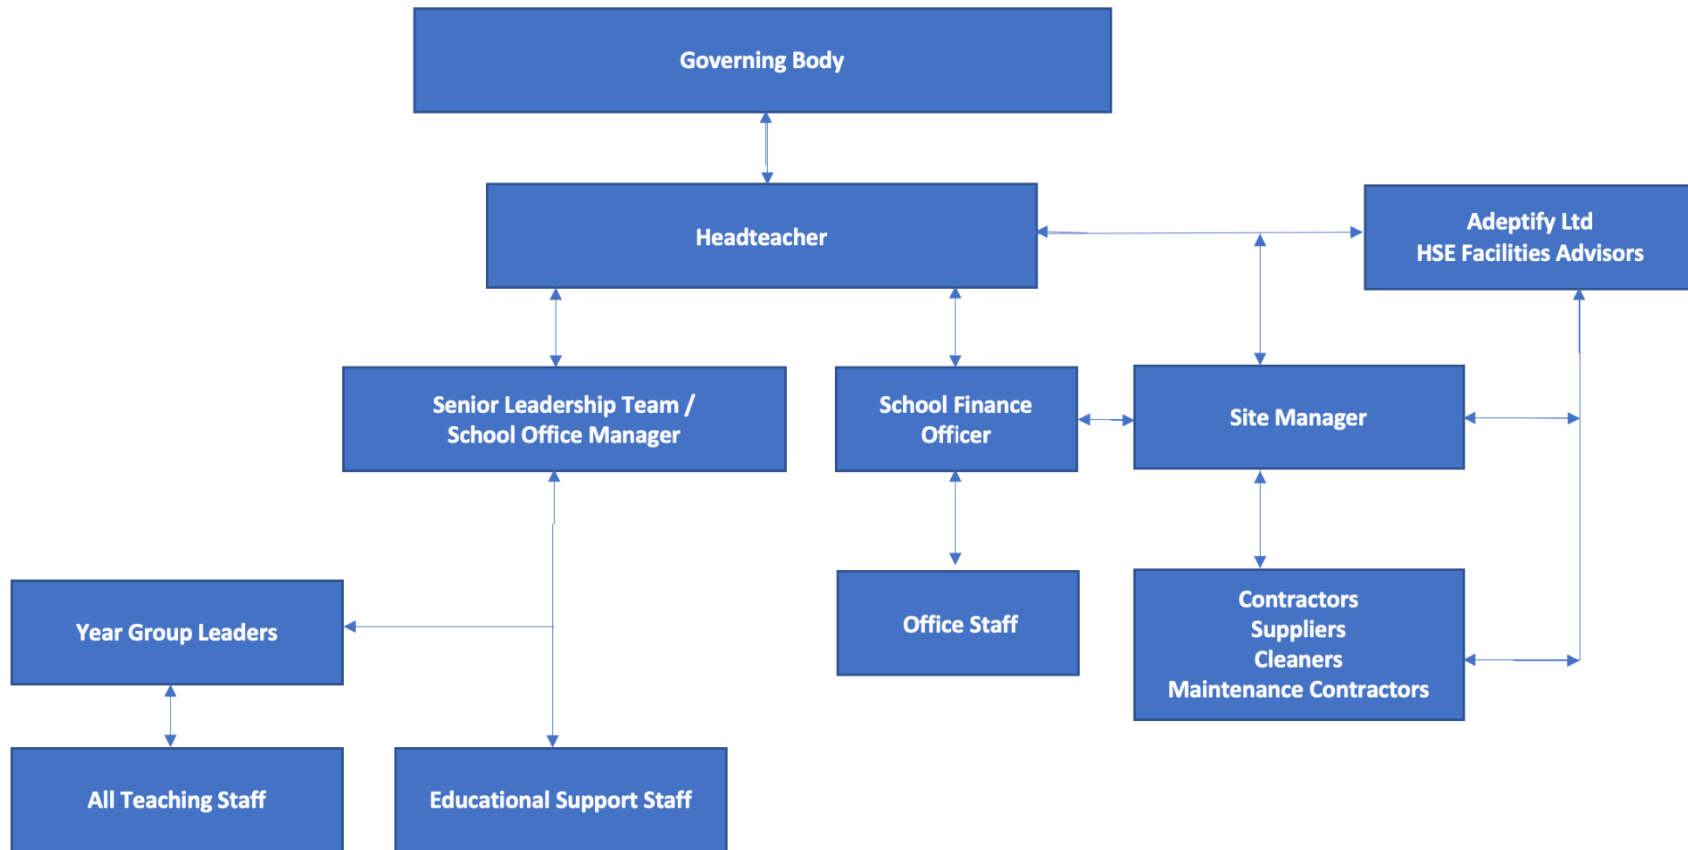 Governing Body
Headteacher
Adeptify Ltd
HSE Facilities Advisors
Senior Leadership Team /
School Office Manager
School Finance
Officer
Site Manager
Year Group Leaders
Office Staff
Contractors
Suppliers
Cleaners
Maintenance Contractors
All Teaching Staff
Educational Support Staff